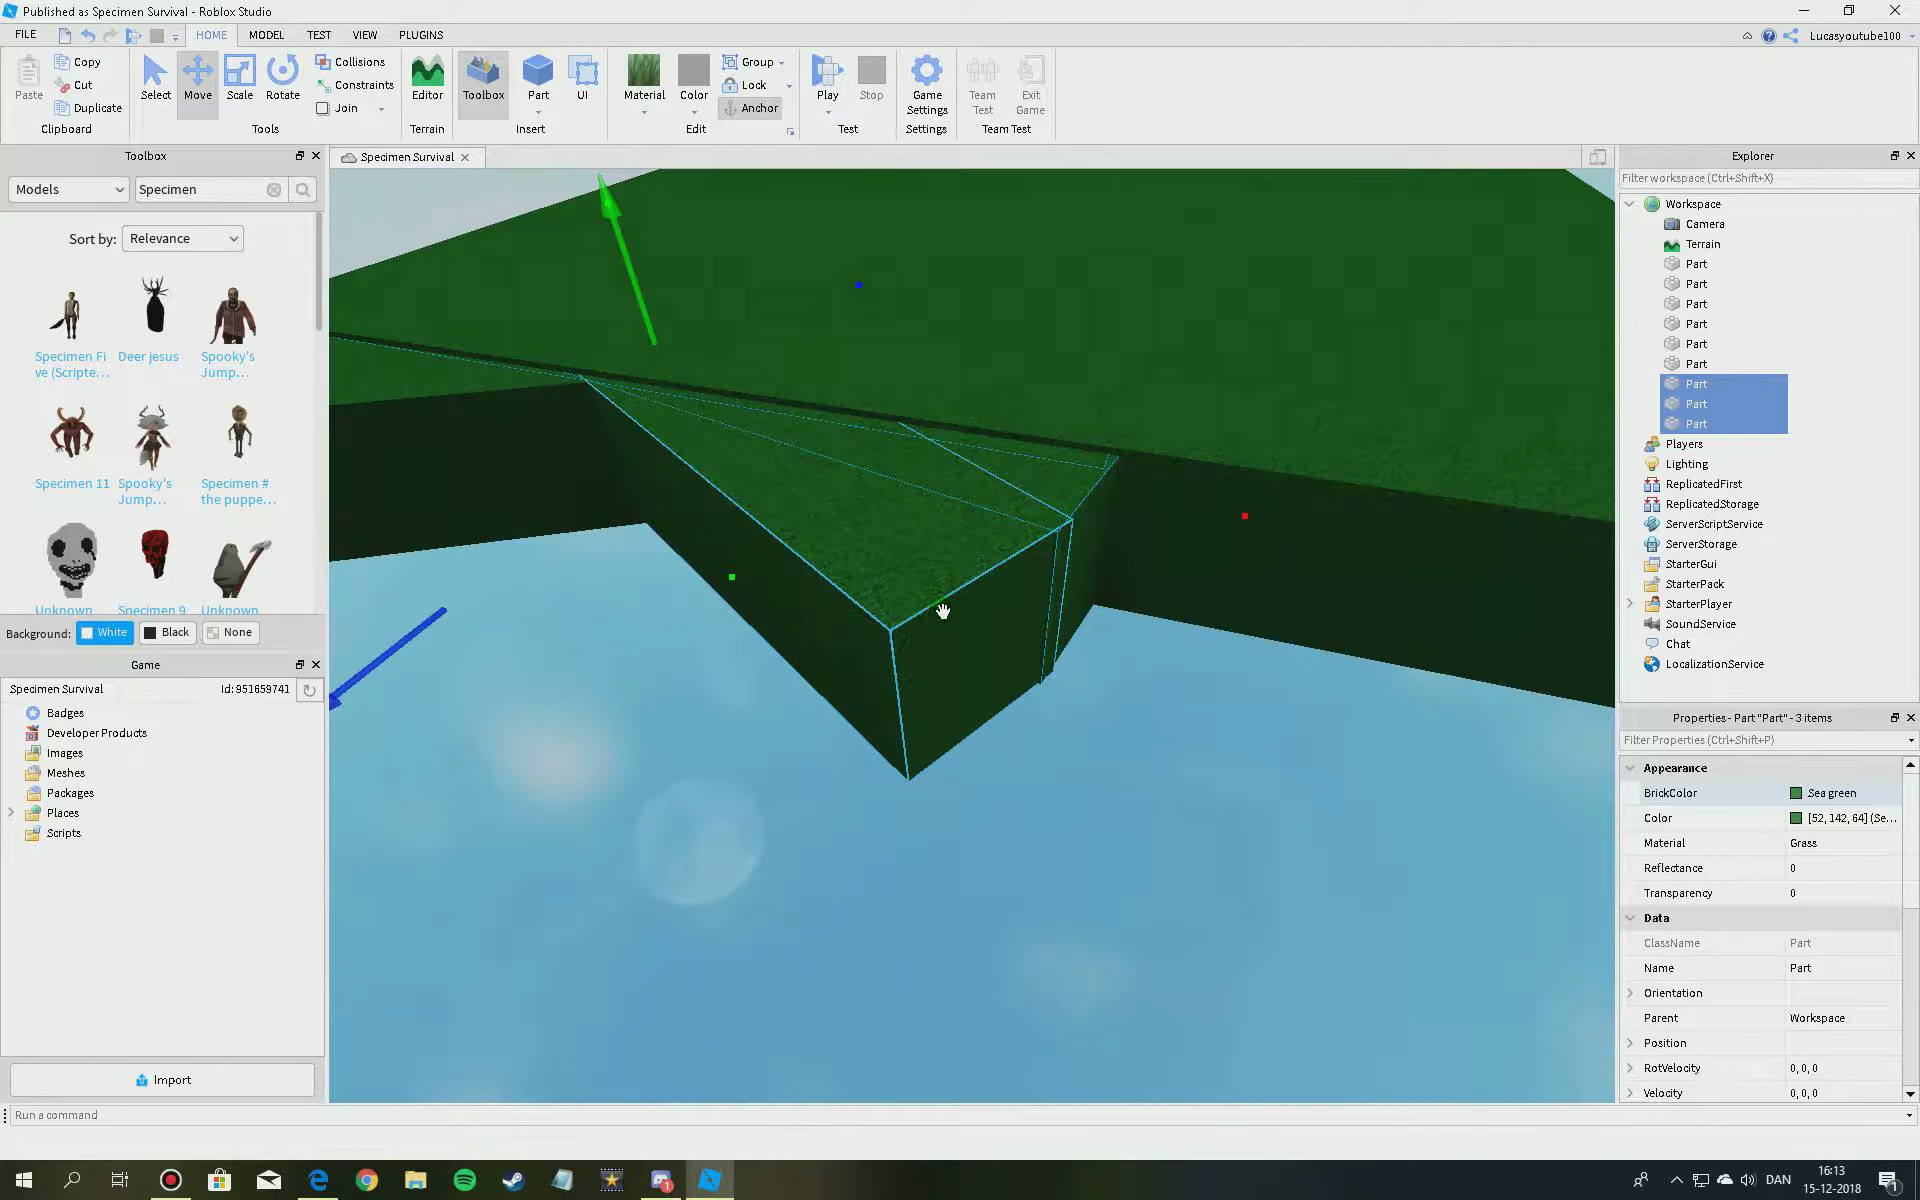 Published as Specimen Survival - Roblox Studio
FILE HOME MODEL TEST VIEW PLUGINS Lucasyoutube100
Paste Copy Cut Duplicate Clipboard
Select Move Scale Rotate Collisions Constraints Join Tools
Editor Terrain
Toolbox Part UI Insert
Material Color Group Lock Anchor Edit
Play Stop Test
Game Settings Settings
Team Test Exit Game Team Test
Toolbox
Models Specimen
Sort by: Relevance
Specimen Fi ve (Scripte... Deer jesus Spooky's Jump...
Specimen 11 Spooky's Jump... Specimen # the puppe...
Unknown Specimen 9 Unknown
Background: White Black None
Game
Specimen Survival Id: 951659741
Badges
Developer Products
Images
Meshes
Packages
Places
Scripts
Import
Specimen Survival
Explorer
Filter workspace (Ctrl+Shift+X)
Workspace
Camera
Terrain
Part
Part
Part
Part
Part
Part
Part
Part
Part
Players
Lighting
ReplicatedFirst
ReplicatedStorage
ServerScriptService
ServerStorage
StarterGui
StarterPack
StarterPlayer
SoundService
Chat
LocalizationService
Properties - Part "Part" - 3 items
Filter Properties (Ctrl+Shift+P)
Appearance
BrickColor Sea green
Color [52, 142, 64] (Se...
Material Grass
Reflectance 0
Transparency 0
Data
ClassName Part
Name Part
Orientation
Parent Workspace
Position
RotVelocity 0, 0, 0
Velocity 0, 0, 0
Run a command
1
DAN
16:13
15-12-2018
1